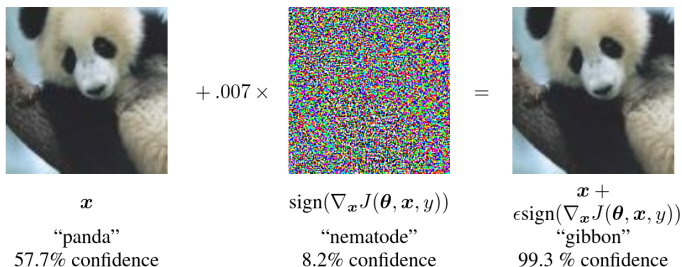 + .007 ×
=
x
sign(∇ₓJ(θ, x, y))
x +
ϵsign(∇ₓJ(θ, x, y))
“panda”
“nematode”
“gibbon”
57.7% confidence
8.2% confidence
99.3 % confidence